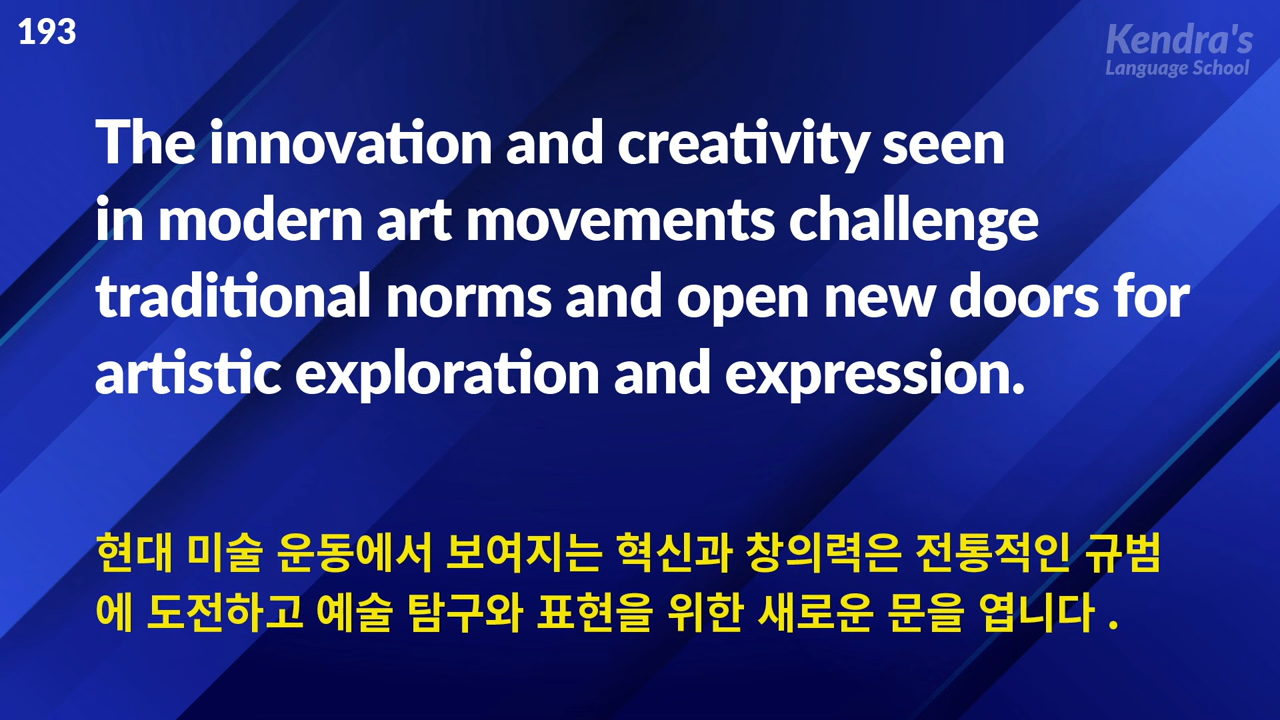 193
Kendra's
Language School
The innovation and creativity seen
in modern art movements challenge
traditional norms and open new doors for
artistic exploration and expression.
현대 미술 운동에서 보여지는 혁신과 창의력은 전통적인 규범
에 도전하고 예술 탐구와 표현을 위한 새로운 문을 엽니다 .